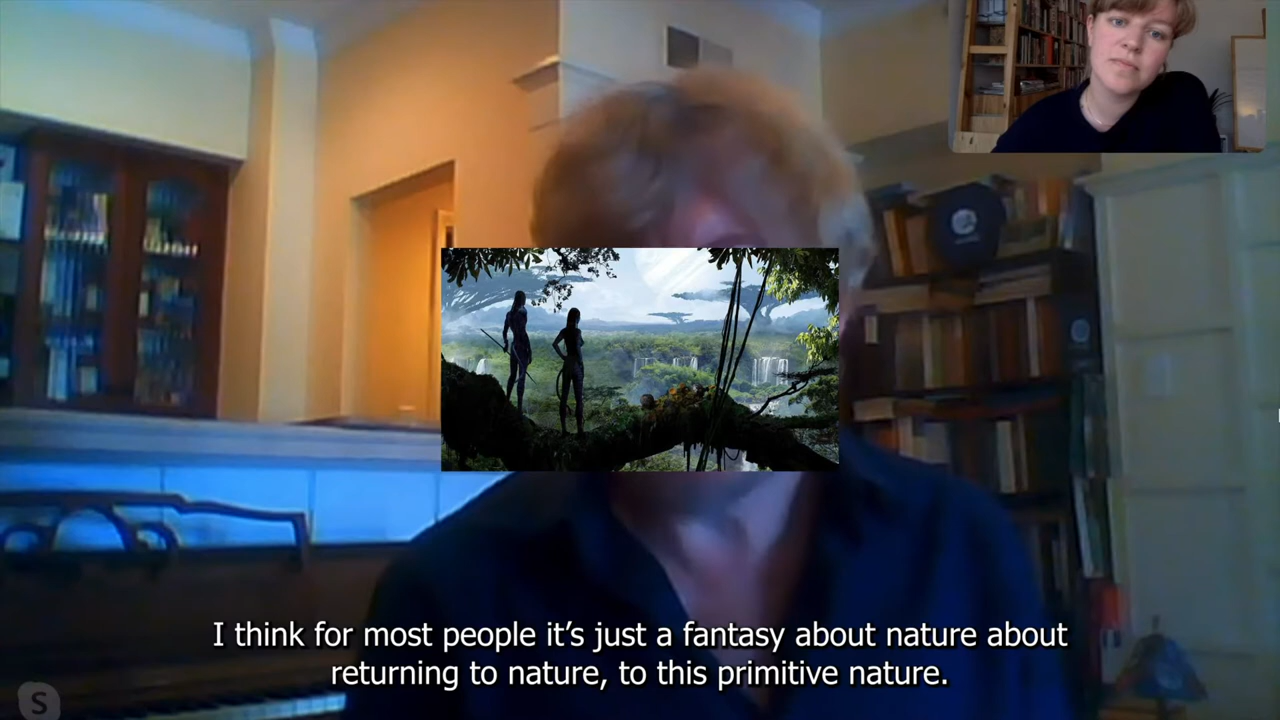 I think for most people it’s just a fantasy about nature about
returning to nature, to this primitive nature.
S